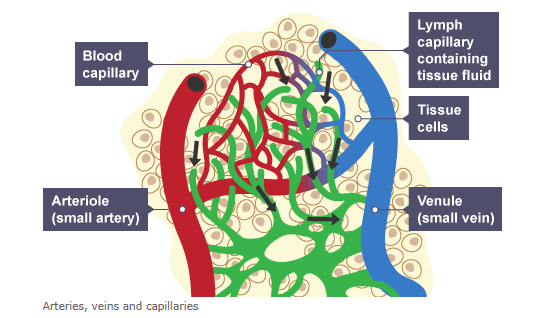 Blood
capillary
Lymph
capillary
containing
tissue fluid
Tissue
cells
Arteriole
(small artery)
Venule
(small vein)
Arteries, veins and capillaries